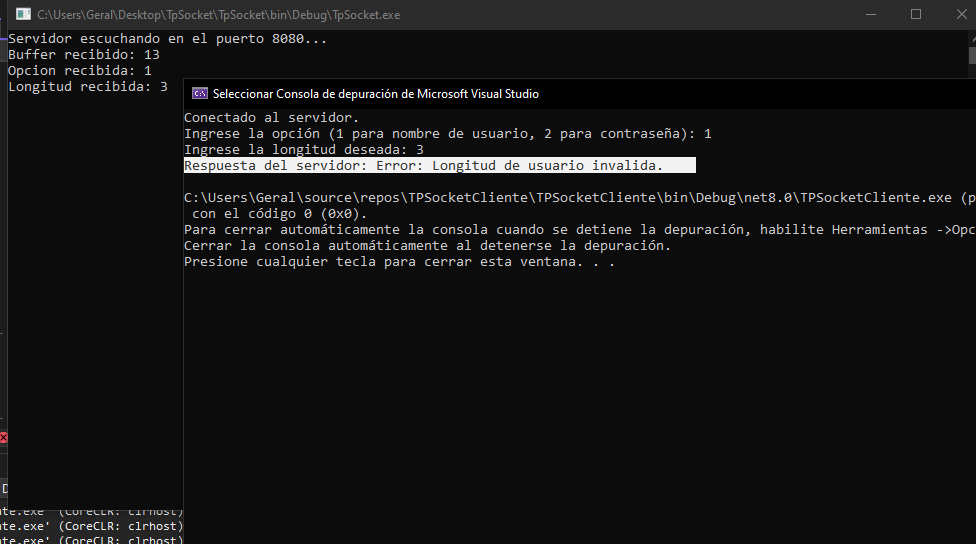 C:\Users\Geral\Desktop\TpSocket\TpSocket\bin\Debug\TpSocket.exe
Servidor escuchando en el puerto 8080...
Buffer recibido: 13
Opcion recibida: 1
Longitud recibida: 3
Seleccionar Consola de depuración de Microsoft Visual Studio
Conectado al servidor.
Ingrese la opción (1 para nombre de usuario, 2 para contraseña): 1
Ingrese la longitud deseada: 3
Respuesta del servidor: Error: Longitud de usuario invalida.
C:\Users\Geral\source\repos\TPSocketCliente\TPSocketCliente\bin\Debug\net8.0\TPSocketCliente.exe (p
con el código 0 (0x0).
Para cerrar automáticamente la consola cuando se detiene la depuración, habilite Herramientas ->Opc
Cerrar la consola automáticamente al detenerse la depuración.
Presione cualquier tecla para cerrar esta ventana. . .
D
nte.exe' (CoreCLR: clrhost)
nte.exe' (CoreCLR: clrhost)
nte.exe' (CoreCLR: clrhost)